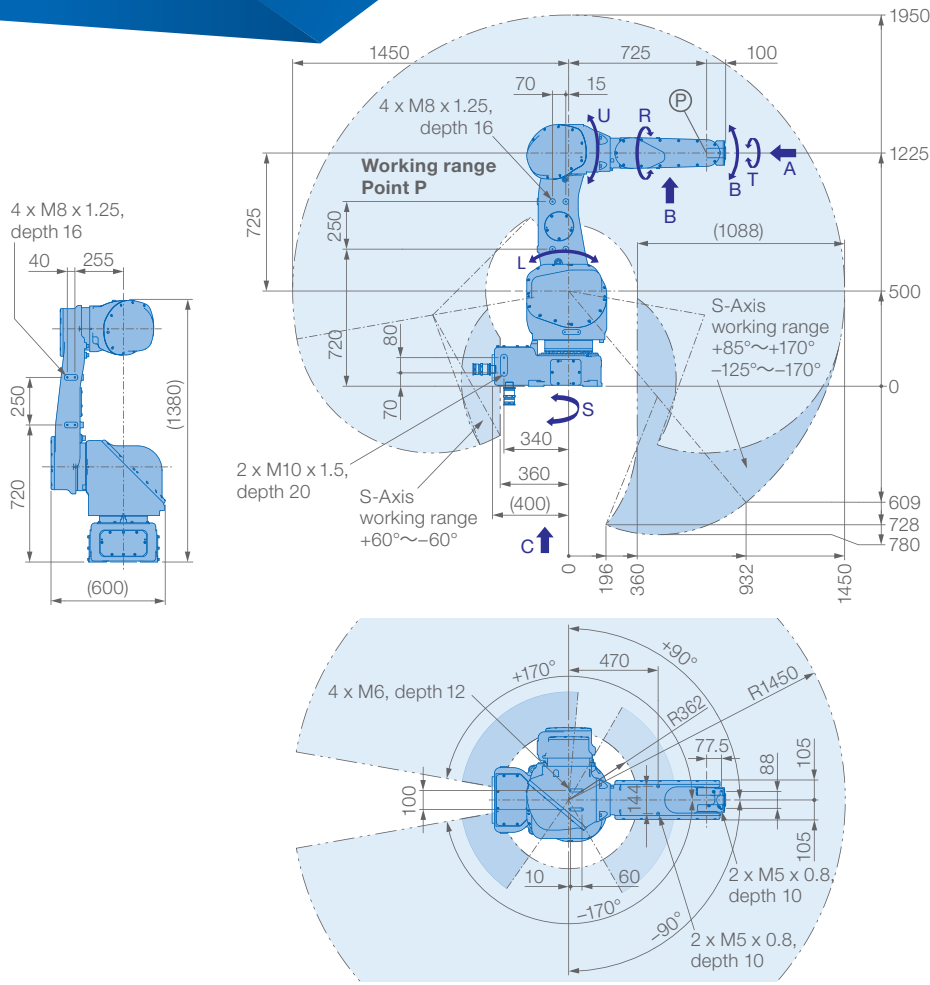 1950
1450
725
100
70
15
4 x M8 x 1.25,
depth 16
U
R
P
Working range
Point P
B
T
A
1225
B
4 x M8 x 1.25,
depth 16
725
250
(1088)
40
255
L
S-Axis
working range
+85°～+170°
–125°～–170°
500
720
80
0
250
(1380)
70
S
340
2 x M10 x 1.5,
depth 20
360
S-Axis
working range
+60°～–60°
(400)
720
609
728
780
C
(600)
0
196
360
932
1450
+90°
470
+170°
4 x M6, depth 12
R1450
R362
77.5
88
105
100
144
105
10
60
2 x M5 x 0.8,
depth 10
–170°
–90°
2 x M5 x 0.8,
depth 10